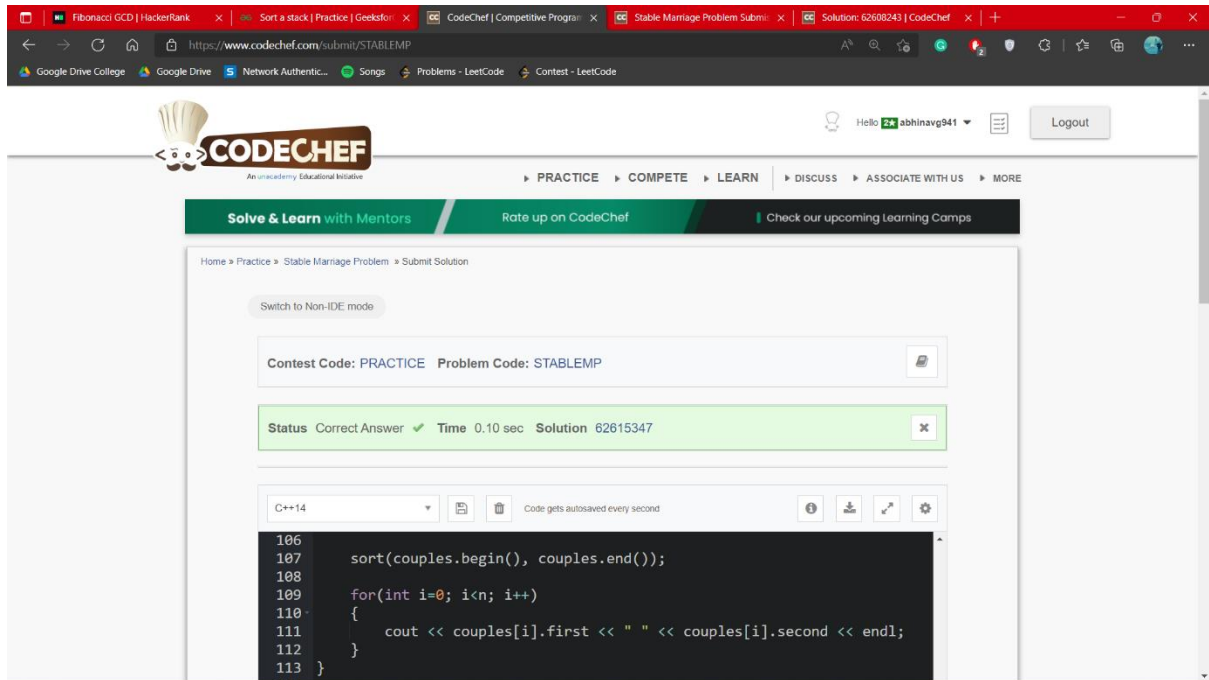 Fibonacci GCD | HackerRank
Sort a stack | Practice | Geeksfor
CodeChef | Competitive Program
Stable Marriage Problem Submis
Solution: 62608243 | CodeChef
https://www.codechef.com/submit/STABLEMP
Google Drive College Google Drive Network Authentic... Songs Problems - LeetCode Contest - LeetCode
CODECHEF
An unacademy Educational Initiative
Hello 2★ abhinavg941
Logout
PRACTICE COMPETE LEARN DISCUSS ASSOCIATE WITH US MORE
Solve & Learn with Mentors
Rate up on CodeChef
Check our upcoming Learning Camps
Home » Practice » Stable Marriage Problem » Submit Solution
Switch to Non-IDE mode
Contest Code: PRACTICE Problem Code: STABLEMP
Status Correct Answer ✔ Time 0.10 sec Solution 62615347
C++14
Code gets autosaved every second
106
107 sort(couples.begin(), couples.end());
108
109 for(int i=0; i<n; i++)
110 {
111 cout << couples[i].first << " " << couples[i].second << endl;
112 }
113 }